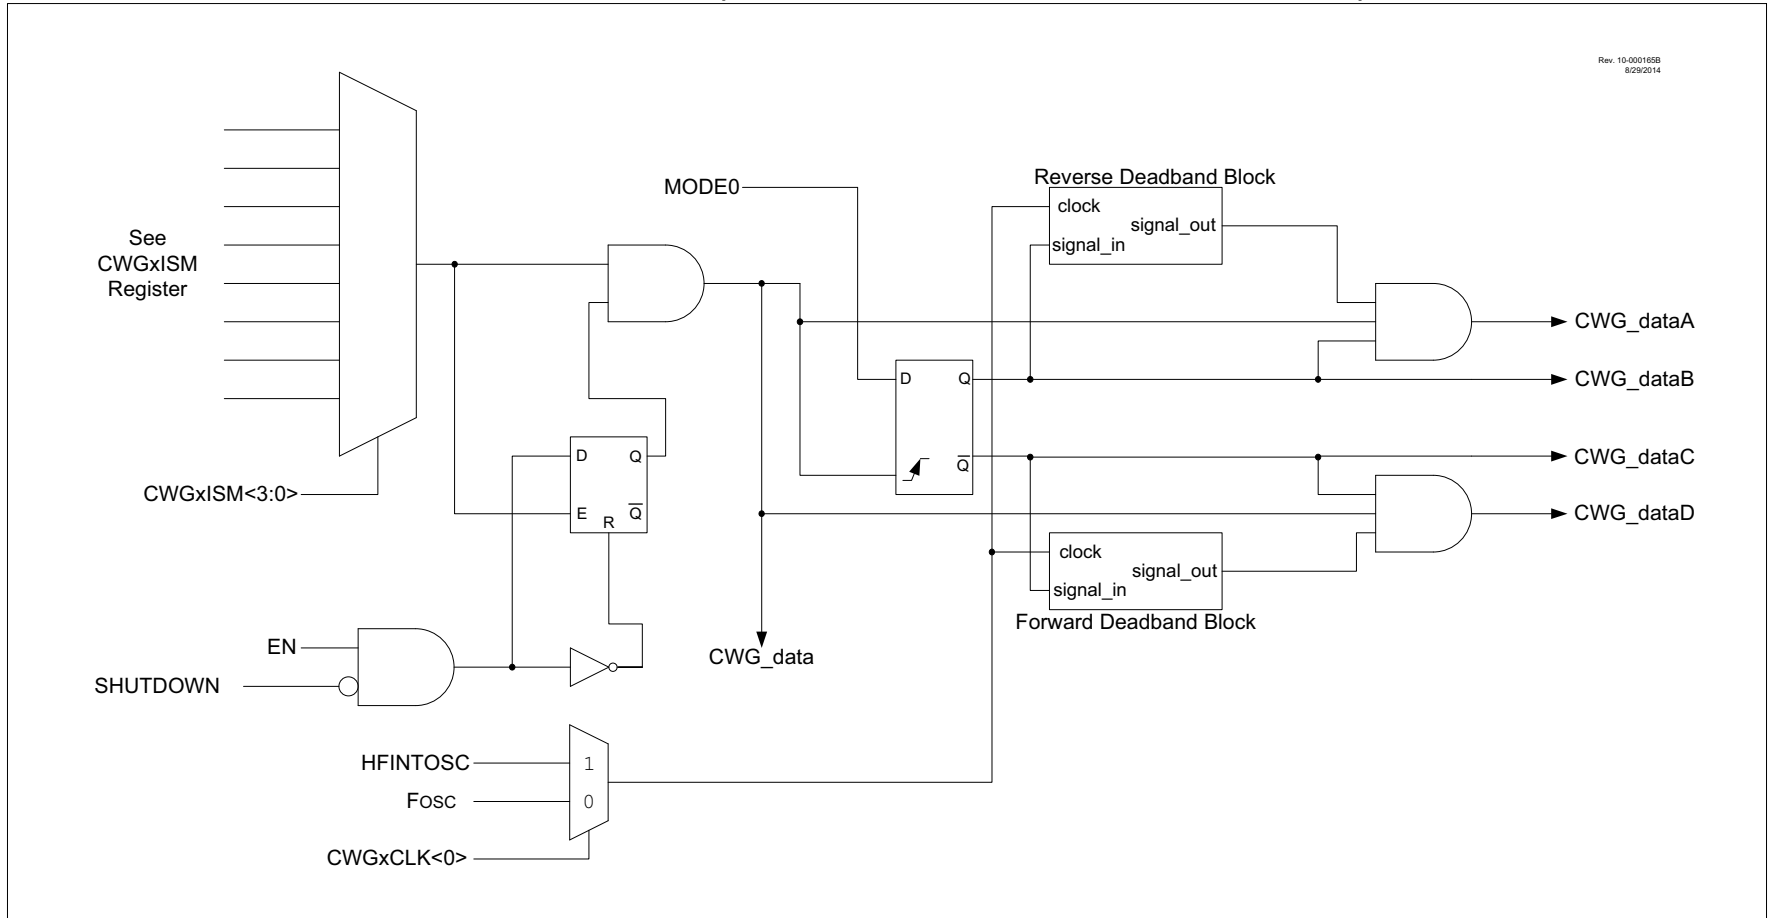 Rev. 10-000165B
8/29/2014
See
CWGxISM
Register
CWGxISM<3:0>
MODE0
Reverse Deadband Block
clock
signal_out
signal_in
CWG_dataA
D
Q
CWG_dataB
Q
CWG_dataC
D
Q
E
R
Q
CWG_dataD
clock
signal_out
signal_in
Forward Deadband Block
EN
SHUTDOWN
CWG_data
HFINTOSC
1
FOSC
0
CWGxCLK<0>